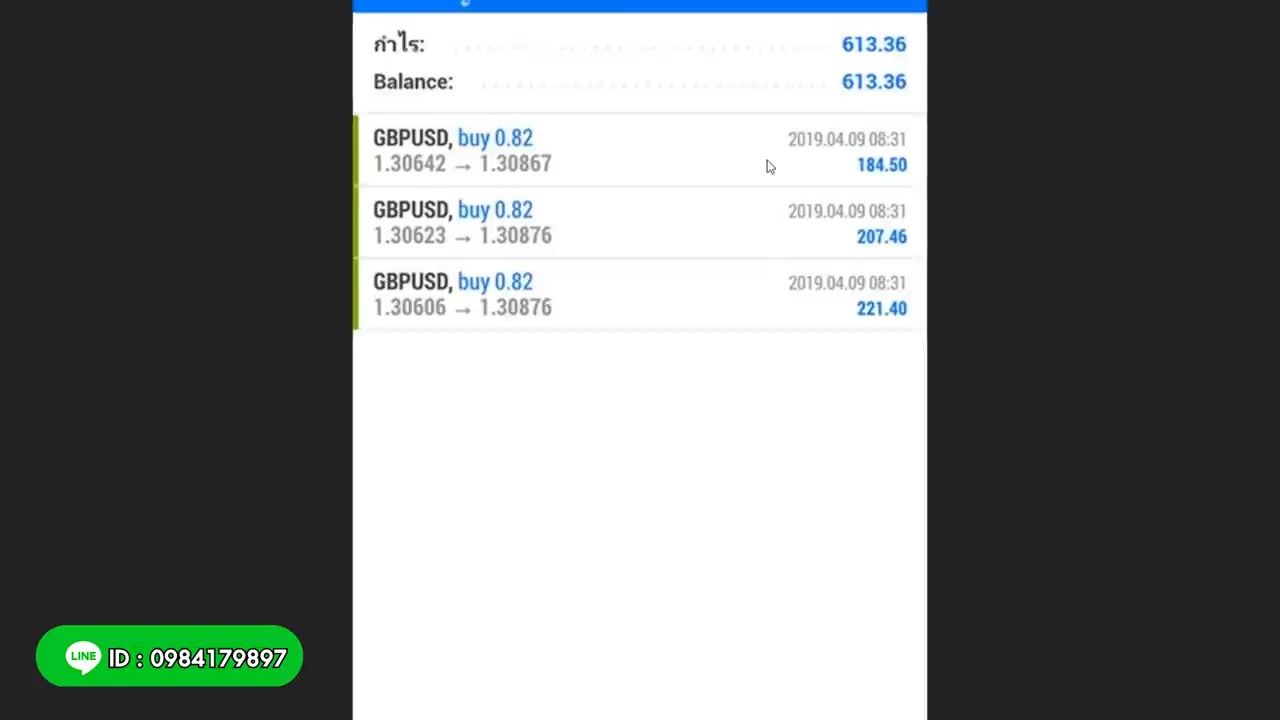 กำไร: 613.36
Balance: 613.36
GBPUSD, buy 0.82 2019.04.09 08:31
1.30642 → 1.30867 184.50
GBPUSD, buy 0.82 2019.04.09 08:31
1.30623 → 1.30876 207.46
GBPUSD, buy 0.82 2019.04.09 08:31
1.30606 → 1.30876 221.40
LINE ID : 0984179897